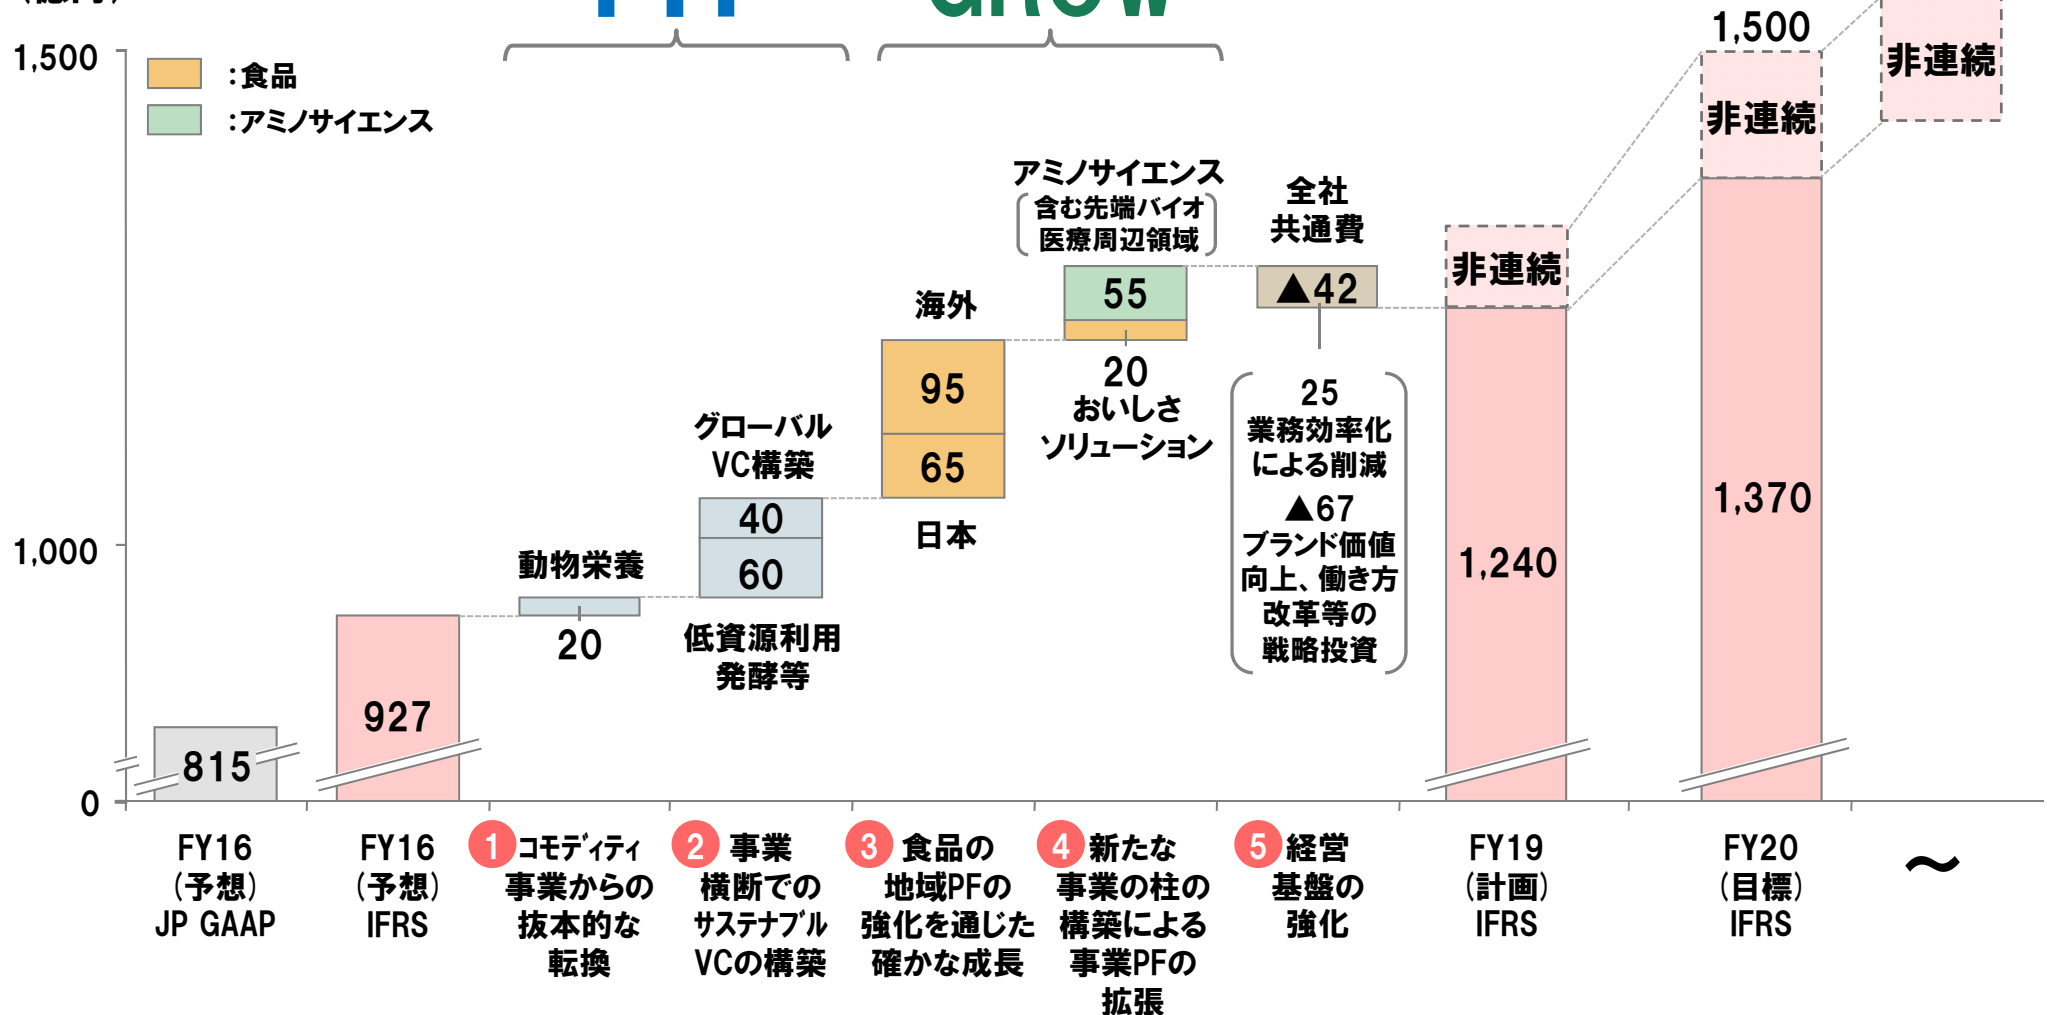 1,500
：食品
：アミノサイエンス
1,000
0
815
927
動物栄養
20
グローバル
VC構築
40
60
低資源利用
発酵等
海外
95
65
日本
アミノサイエンス
含む先端バイオ
医療周辺領域
55
20
おいしさ
ソリューション
全社
共通費
▲42
25
業務効率化
による削減
▲67
ブランド価値
向上、働き方
改革等の
戦略投資
非連続
1,240
1,500
非連続
1,370
非連続
FY16
（予想）
JP GAAP
FY16
（予想）
IFRS
1 コモディティ
事業からの
抜本的な
転換
2 事業
横断での
サステナブル
VCの構築
3 食品の
地域PFの
強化を通じた
確かな成長
4 新たな
事業の柱の
構築による
事業PFの
拡張
5 経営
基盤の
強化
FY19
（計画）
IFRS
FY20
（目標）
IFRS
～